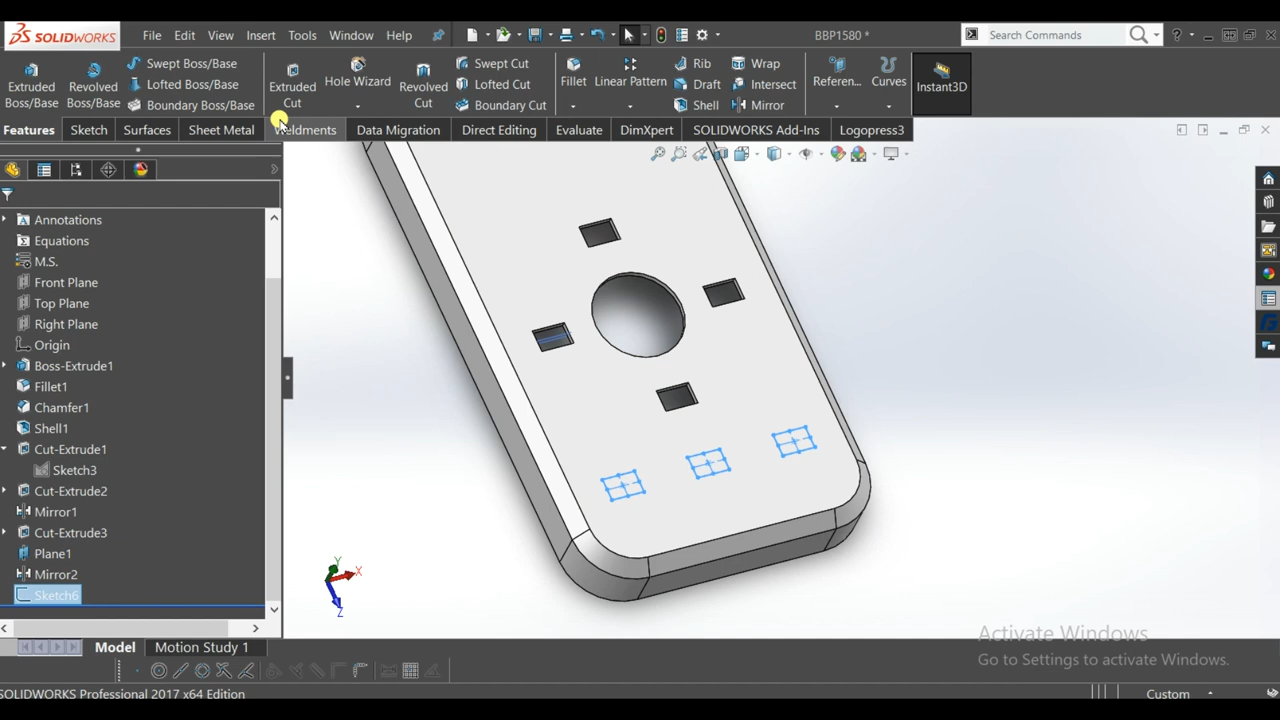 SOLIDWORKS File Edit View Insert Tools Window Help BBP1580 * Search Commands
Extruded Boss/Base
Revolved Boss/Base
Swept Boss/Base
Lofted Boss/Base
Boundary Boss/Base
Extruded Cut
Hole Wizard
Revolved Cut
Swept Cut
Lofted Cut
Boundary Cut
Fillet
Linear Pattern
Rib
Draft
Shell
Wrap
Intersect
Mirror
Referen...
Curves
Instant3D
Features Sketch Surfaces Sheet Metal Weldments Data Migration Direct Editing Evaluate DimXpert SOLIDWORKS Add-Ins Logopress3
Annotations
Equations
M.S.
Front Plane
Top Plane
Right Plane
Origin
Boss-Extrude1
Fillet1
Chamfer1
Shell1
Cut-Extrude1
Sketch3
Cut-Extrude2
Mirror1
Cut-Extrude3
Plane1
Mirror2
Sketch6
Y
X
Z
Activate Windows
Go to Settings to activate Windows.
Model Motion Study 1
SOLIDWORKS Professional 2017 x64 Edition Custom